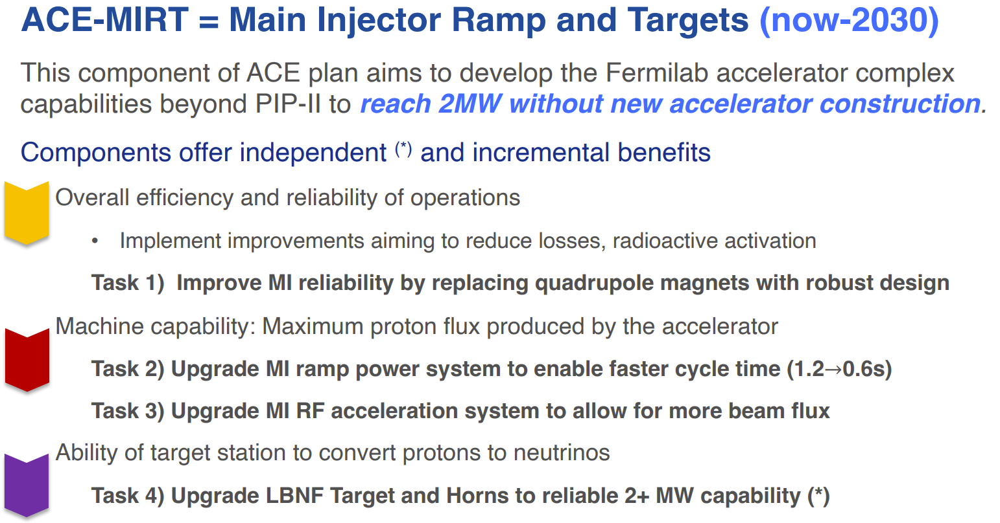 ACE-MIRT = Main Injector Ramp and Targets (now-2030)
This component of ACE plan aims to develop the Fermilab accelerator complex
capabilities beyond PIP-II to reach 2MW without new accelerator construction.
Components offer independent (*) and incremental benefits
Overall efficiency and reliability of operations
• Implement improvements aiming to reduce losses, radioactive activation
Task 1) Improve MI reliability by replacing quadrupole magnets with robust design
Machine capability: Maximum proton flux produced by the accelerator
Task 2) Upgrade MI ramp power system to enable faster cycle time (1.2→0.6s)
Task 3) Upgrade MI RF acceleration system to allow for more beam flux
Ability of target station to convert protons to neutrinos
Task 4) Upgrade LBNF Target and Horns to reliable 2+ MW capability (*)